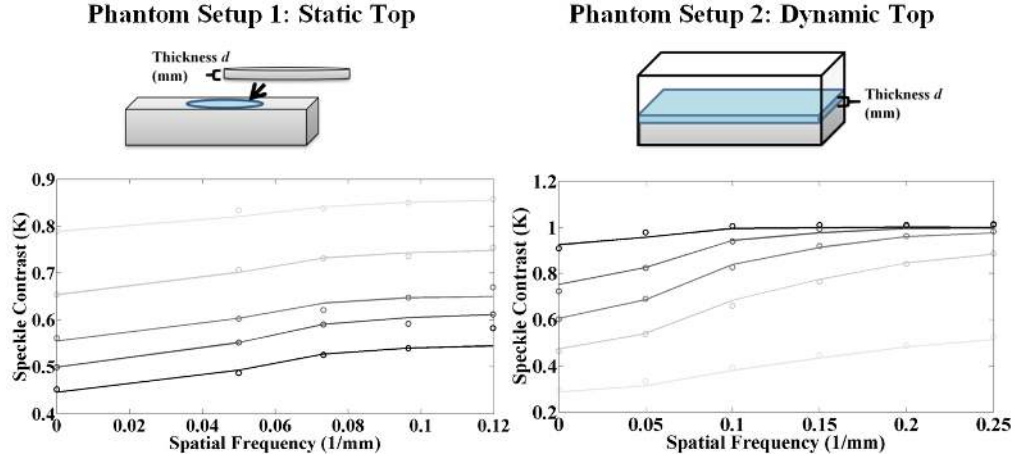 Phantom Setup 1: Static Top
Thickness d
(mm)
0.9
0.8
0.7
0.6
0.5
0.4
Speckle Contrast (K)
0
0.02
0.04
0.06
0.08
0.1
0.12
Spatial Frequency (1/mm)
Phantom Setup 2: Dynamic Top
Thickness d
(mm)
1.2
1
0.8
0.6
0.4
0.2
Speckle Contrast (K)
0
0.05
0.1
0.15
0.2
0.25
Spatial Frequency (1/mm)